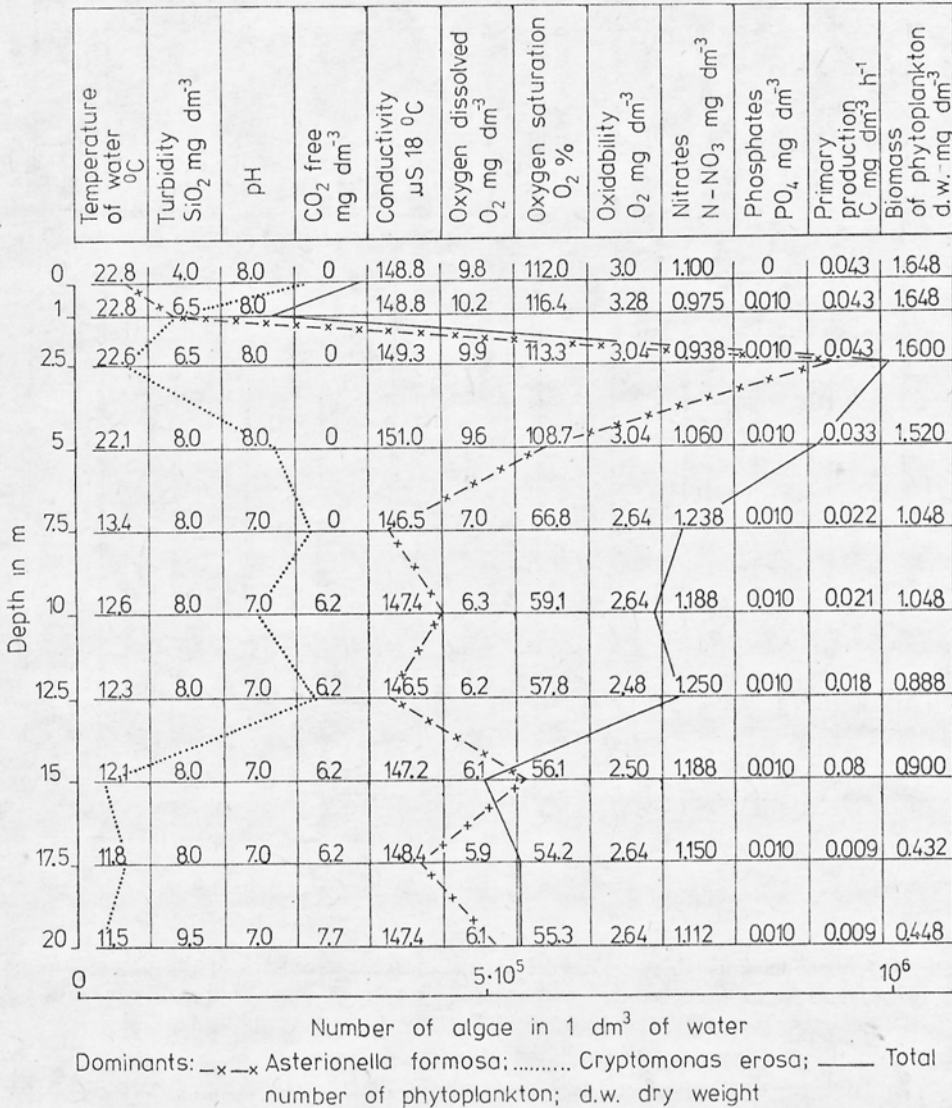 Temperature of water °C
Turbidity SiO₂ mg dm⁻³
pH
CO₂ free mg dm⁻³
Conductivity µS 18 °C
Oxygen dissolved O₂ mg dm⁻³
Oxygen saturation O₂ %
Oxidability O₂ mg dm⁻³
Nitrates N-NO₃ mg dm⁻³
Phosphates PO₄ mg dm⁻³
Primary production C mg dm⁻³ h⁻¹
Biomass of phytoplankton d.w.-mg dm⁻³
0 22.8 4.0 8.0 0 148.8 9.8 112.0 3.0 1.100 0 0.043 1.648
1 22.8 6.5 8.0 148.8 10.2 116.4 3.28 0.975 0.010 0.043 1.648
2.5 22.6 6.5 8.0 0 149.3 9.9 113.3 3.04 0.938 0.010 0.043 1.600
5 22.1 8.0 8.0 0 151.0 9.6 108.7 3.04 1.060 0.010 0.033 1.520
7.5 13.4 8.0 7.0 0 146.5 7.0 66.8 2.64 1.238 0.010 0.022 1.048
10 12.6 8.0 7.0 6.2 147.4 6.3 59.1 2.64 1.188 0.010 0.021 1.048
12.5 12.3 8.0 7.0 6.2 146.5 6.2 57.8 2.48 1.250 0.010 0.018 0.888
15 12.1 8.0 7.0 6.2 147.2 6.1 56.1 2.50 1.188 0.010 0.08 0.900
17.5 11.8 8.0 7.0 6.2 148.4 5.9 54.2 2.64 1.150 0.010 0.009 0.432
20 11.5 9.5 7.0 7.7 147.4 6.1 55.3 2.64 1.112 0.010 0.009 0.448
Depth in m
0 5·10⁵ 10⁶
Number of algae in 1 dm³ of water
Dominants: –x–x Asterionella formosa; .......... Cryptomonas erosa; —— Total
number of phytoplankton; d.w. dry weight